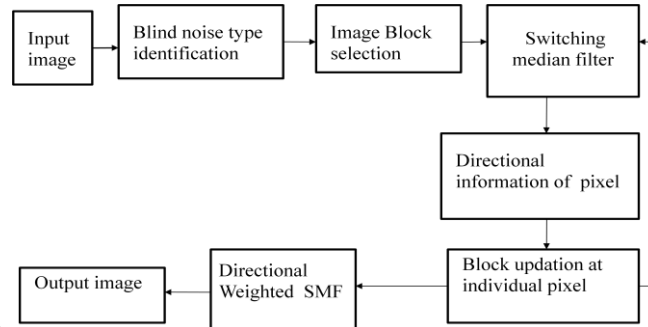 Input
image
Blind noise type
identification
Image Block
selection
Switching
median filter
Directional
information of pixel
Block updation at
individual pixel
Directional
Weighted SMF
Output image